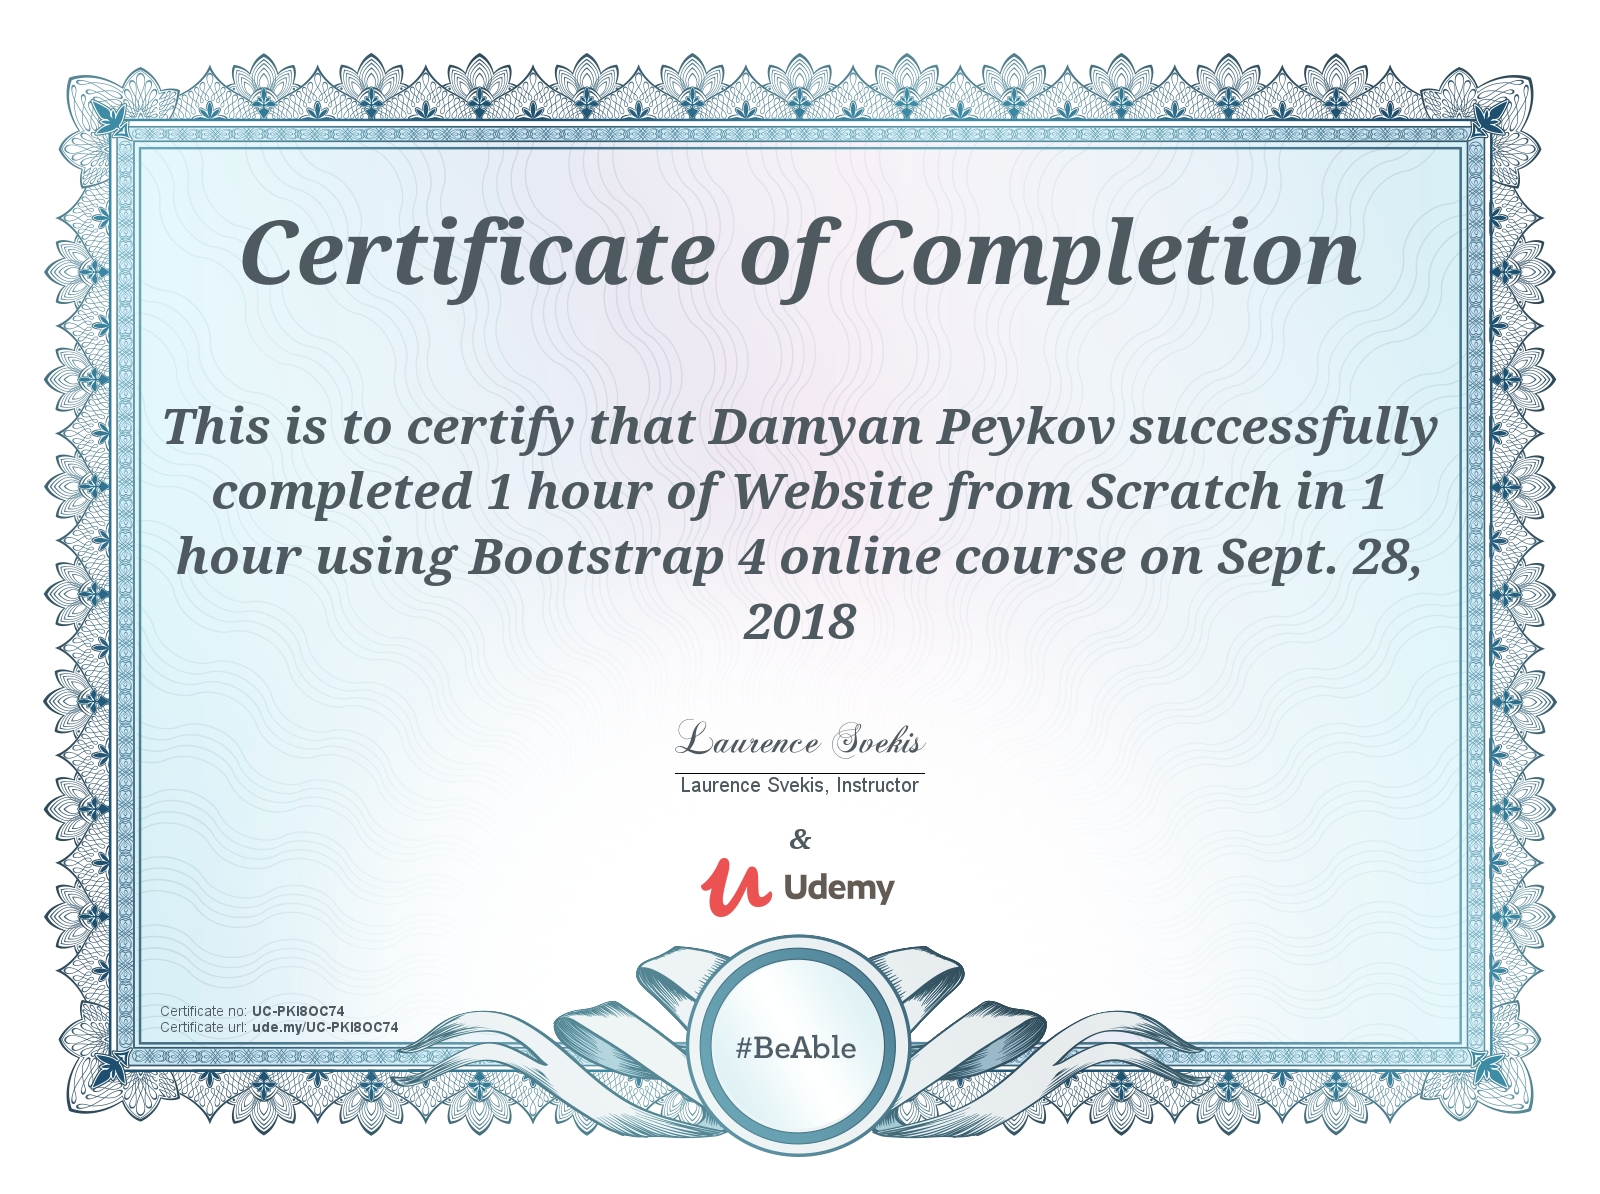 Certificate of Completion
This is to certify that Damyan Peykov successfully
completed 1 hour of Website from Scratch in 1
hour using Bootstrap 4 online course on Sept. 28,
2018
Laurence Svekis
Laurence Svekis, Instructor
&
Udemy
Certificate no: UC-PKI8OC74
Certificate url: ude.my/UC-PKI8OC74
#BeAble